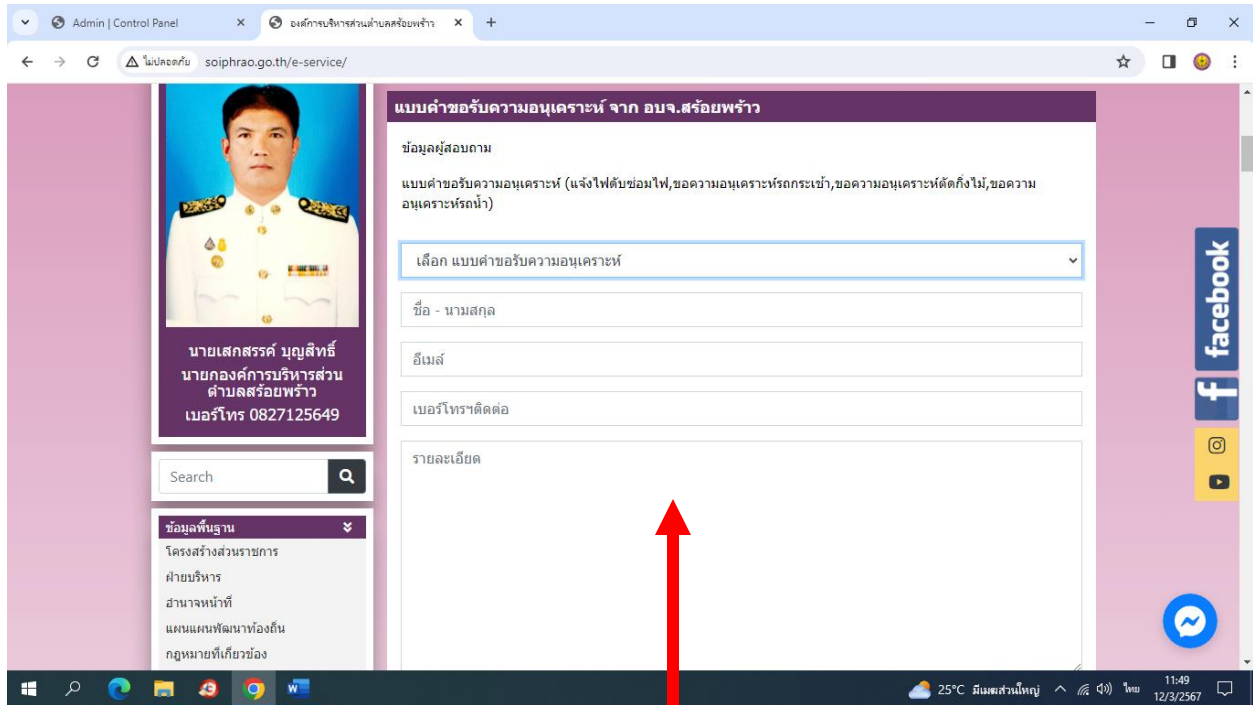 Admin | Control Panel
องค์การบริหารส่วนตำบลสร้อยพร้าว
ไม่ปลอดภัย
soiphrao.go.th/e-service/
แบบคำขอรับความอนุเคราะห์ จาก อบจ.สร้อยพร้าว
ข้อมูลผู้สอบถาม
แบบคำขอรับความอนุเคราะห์ (แจ้งไฟดับซ่อมไฟ,ขอความอนุเคราะห์รถกระเช้า,ขอความอนุเคราะห์ตัดกิ่งไม้,ขอความ
อนุเคราะห์รถน้ำ)
เลือก แบบคำขอรับความอนุเคราะห์
ชื่อ - นามสกุล
อีเมล์
เบอร์โทรฯติดต่อ
รายละเอียด
นายเสกสรรค์ บุญสิทธิ์
นายกองค์การบริหารส่วน
ตำบลสร้อยพร้าว
เบอร์โทร 0827125649
Search
ข้อมูลพื้นฐาน
โครงสร้างส่วนราชการ
ฝ่ายบริหาร
อำนาจหน้าที่
แผนแผนพัฒนาท้องถิ่น
กฎหมายที่เกี่ยวข้อง
facebook
25°C มีเมฆส่วนใหญ่
ไทย
11:49
12/3/2567